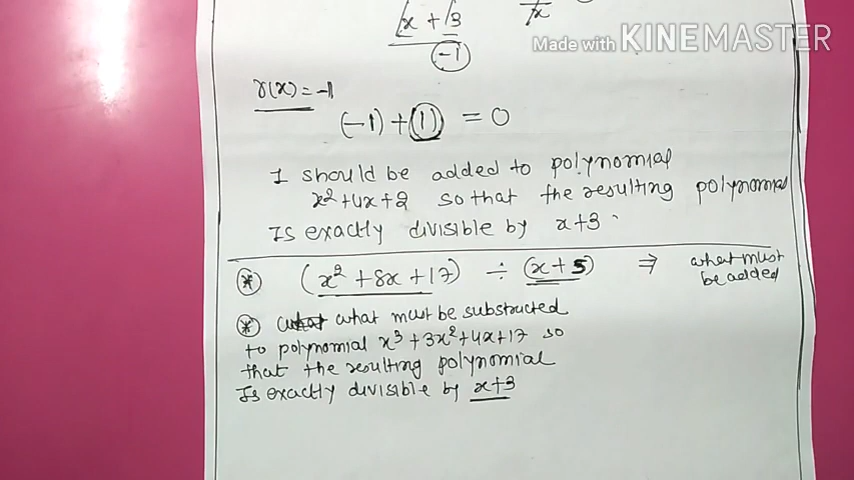 x + 3
x
Made with KINEMASTER
-1
r(x) = -1
(-1) + (1) = 0
1 should be added to polynomial
x² + 4x + 2 so that the resulting polynomial
Is exactly divisible by x+3
* (x² + 8x + 17) ÷ (x + 5) ⇒ what must be added
* what must be substructed
to polynomial x³ + 3x² + 4x + 17 so
that the resulting polynomial
Is exactly divisible by x+3